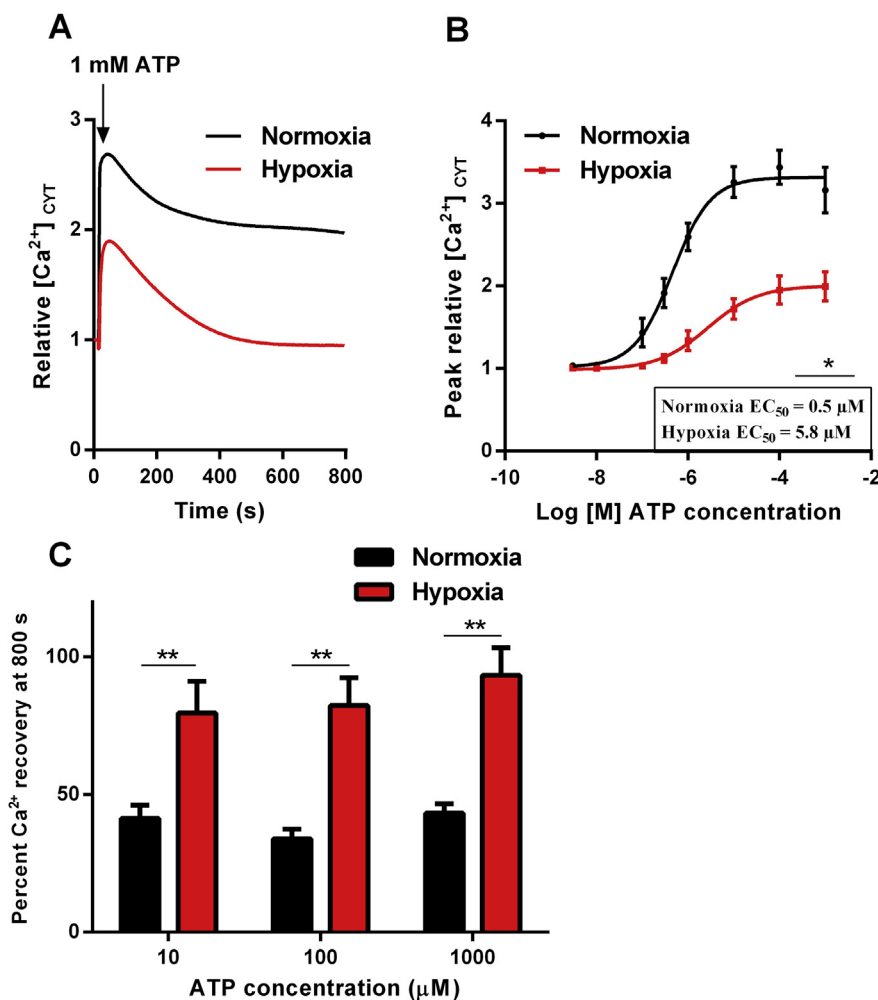 A
1 mM ATP
Normoxia
Hypoxia
Relative [Ca²⁺] CYT
3
2
1
0
0 200 400 600 800
Time (s)
B
Normoxia
Hypoxia
Peak relative [Ca²⁺] CYT
4
3
2
1
0
*
Normoxia EC₅₀ = 0.5 µM
Hypoxia EC₅₀ = 5.8 µM
-10 -8 -6 -4 -2
Log [M] ATP concentration
C
Normoxia
Hypoxia
Percent Ca²⁺ recovery at 800 s
100
50
0
** ** **
10 100 1000
ATP concentration (µM)